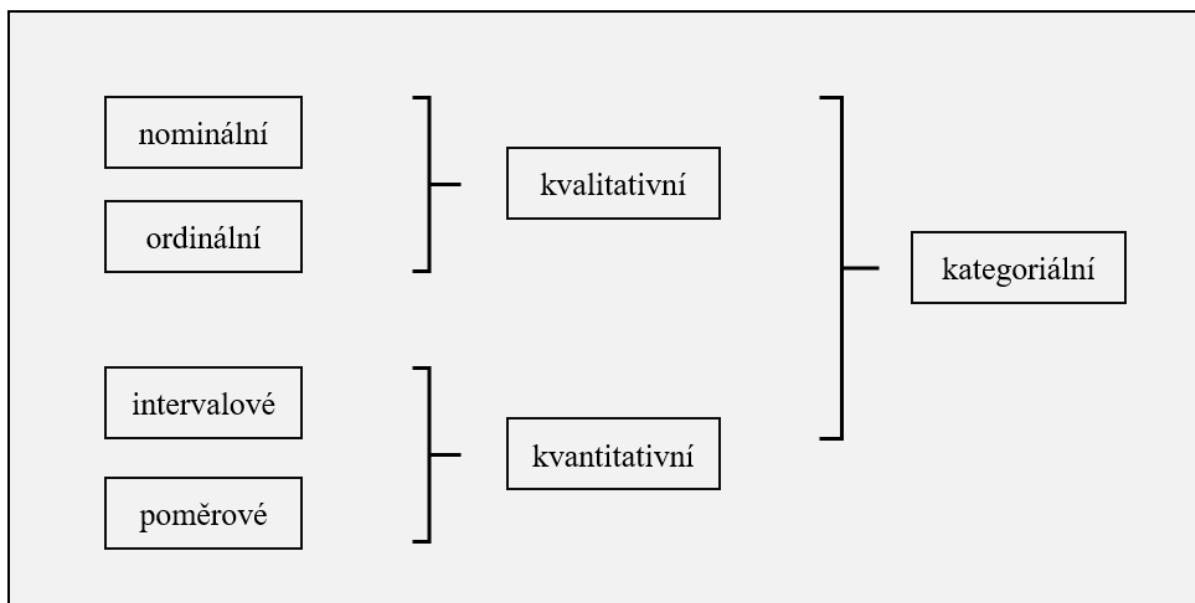 nominální
ordinální
kvalitativní
intervalové
poměrové
kvantitativní
kategoriální